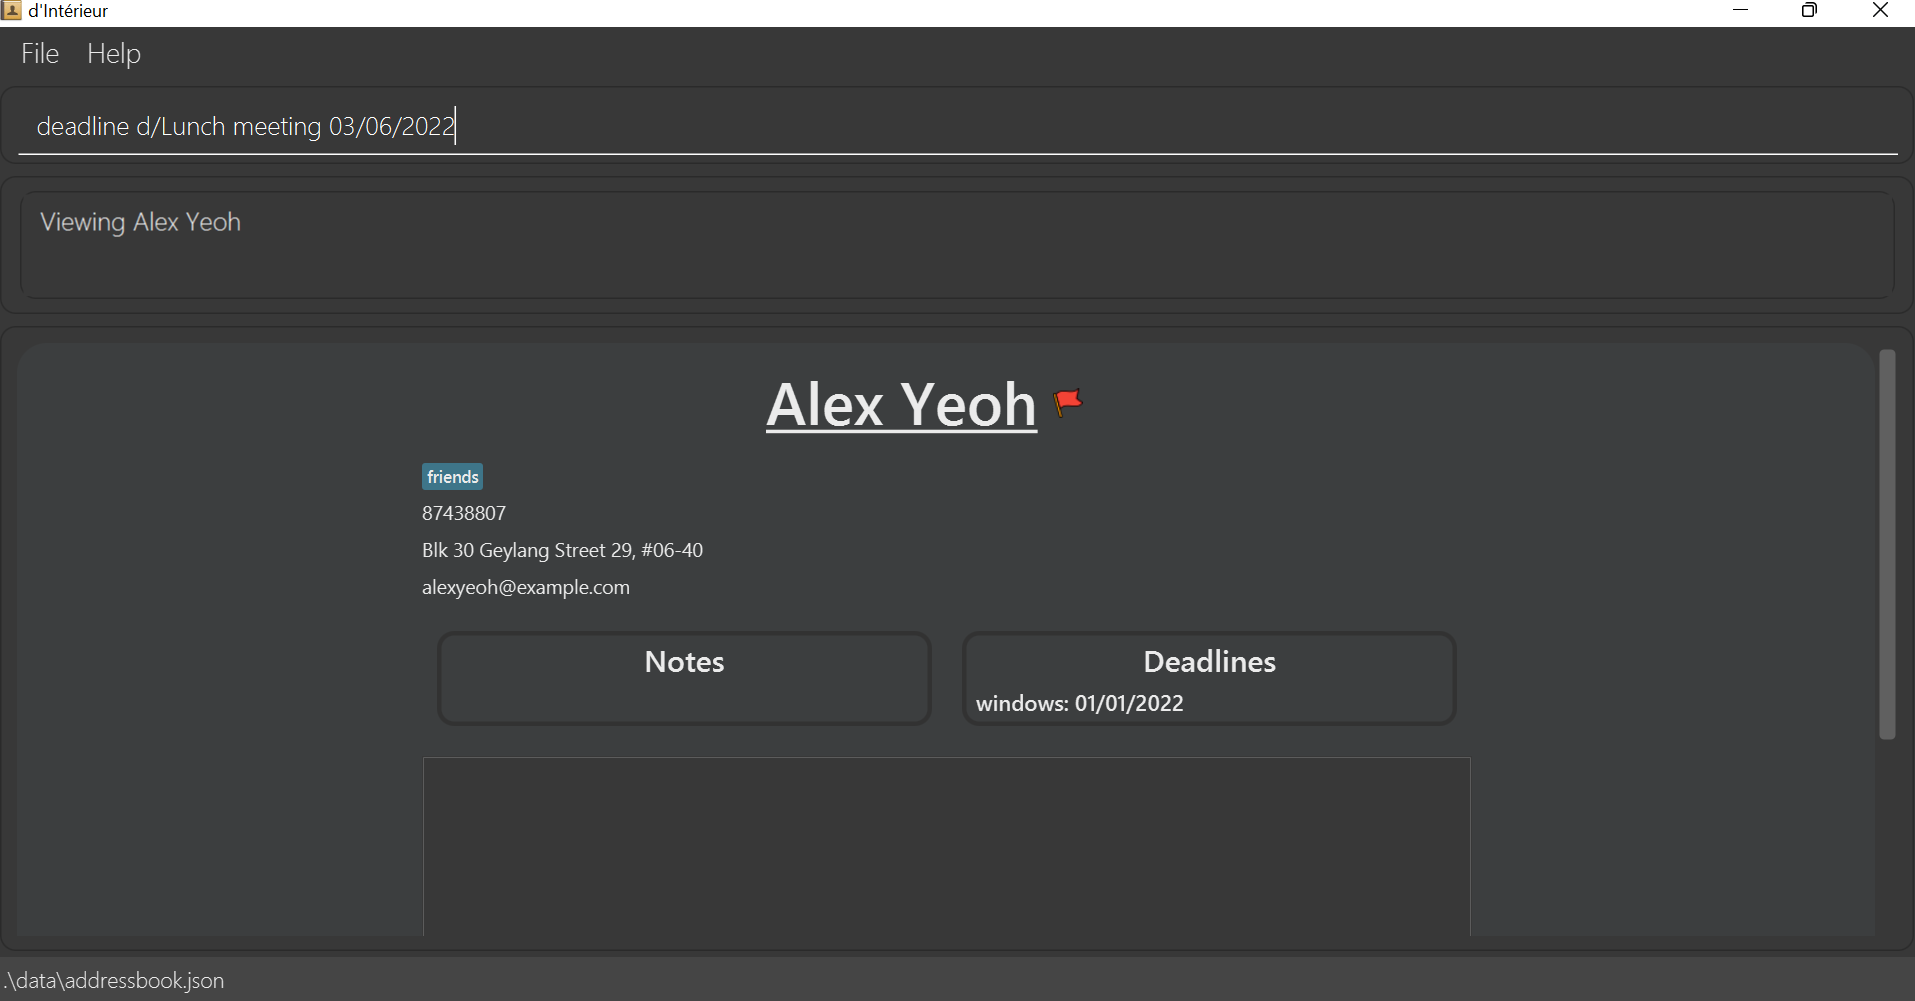 d'Intérieur
File Help
deadline d/Lunch meeting 03/06/2022
Viewing Alex Yeoh
Alex Yeoh
friends
87438807
Blk 30 Geylang Street 29, #06-40
alexyeoh@example.com
Notes
Deadlines
windows: 01/01/2022
.\data\addressbook.json